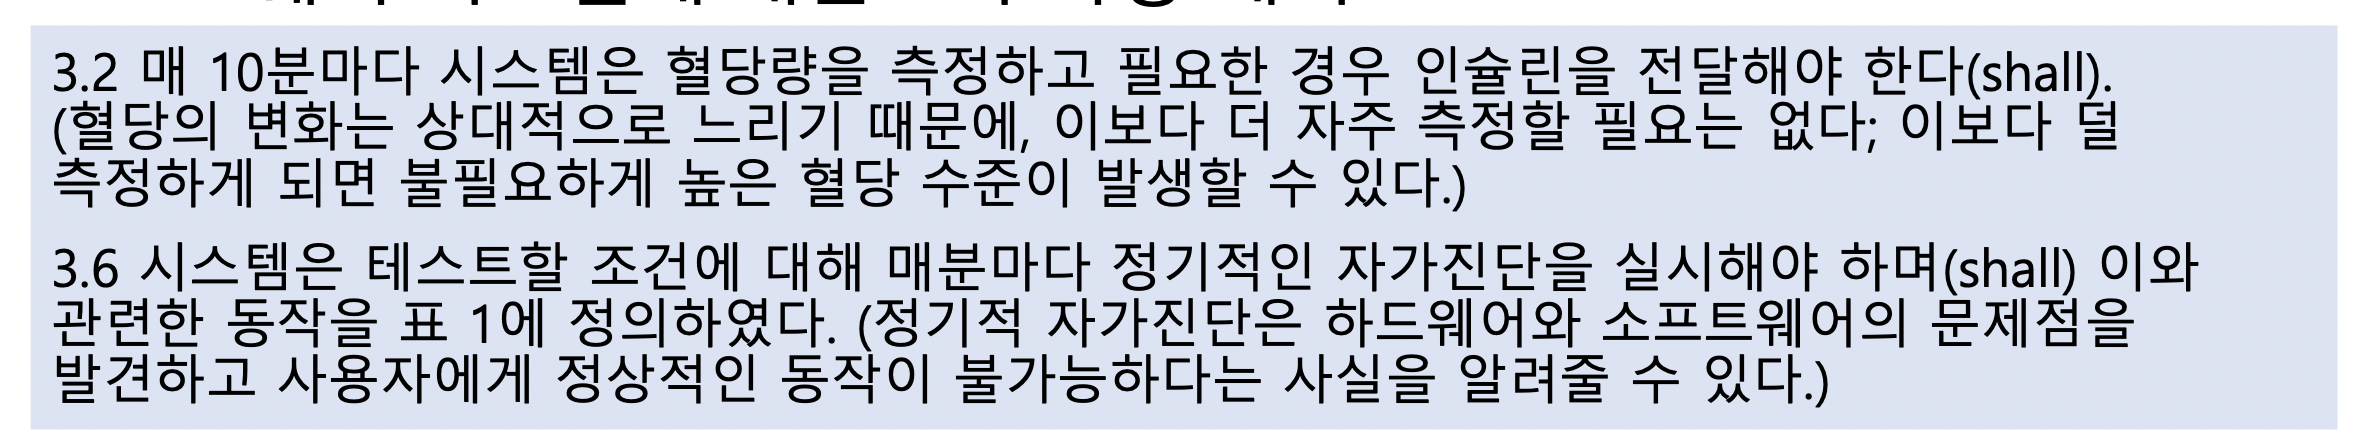 3.2 매 10분마다 시스템은 혈당량을 측정하고 필요한 경우 인슐린을 전달해야 한다(shall).
(혈당의 변화는 상대적으로 느리기 때문에, 이보다 더 자주 측정할 필요는 없다; 이보다 덜
측정하게 되면 불필요하게 높은 혈당 수준이 발생할 수 있다.)
3.6 시스템은 테스트할 조건에 대해 매분마다 정기적인 자가진단을 실시해야 하며(shall) 이와
관련한 동작을 표 1에 정의하였다. (정기적 자가진단은 하드웨어와 소프트웨어의 문제점을
발견하고 사용자에게 정상적인 동작이 불가능하다는 사실을 알려줄 수 있다.)